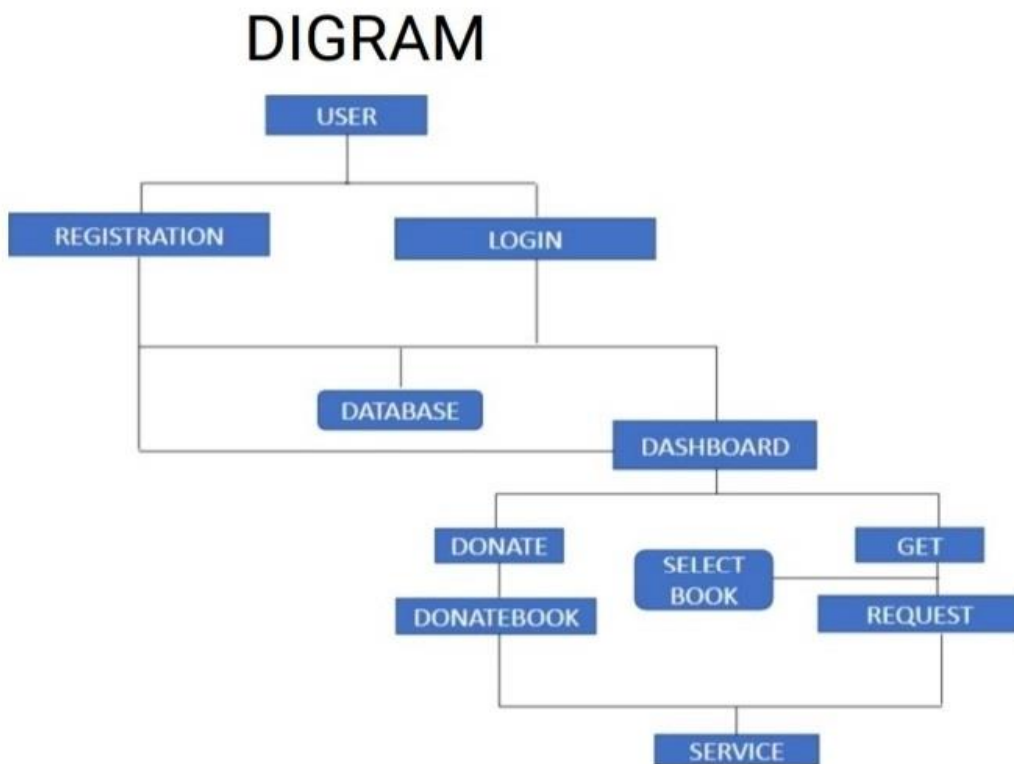 DIGRAM
USER
REGISTRATION
LOGIN
DATABASE
DASHBOARD
DONATE
GET
SELECT
BOOK
DONATEBOOK
REQUEST
SERVICE